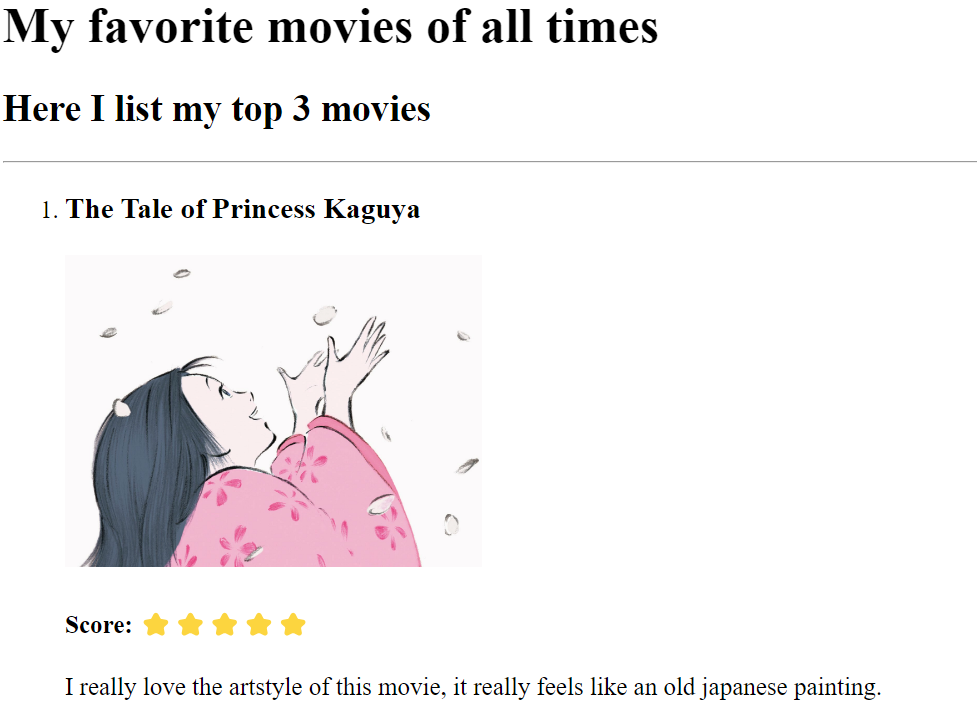 My favorite movies of all times
Here I list my top 3 movies
1. The Tale of Princess Kaguya
Score:
I really love the artstyle of this movie, it really feels like an old japanese painting.